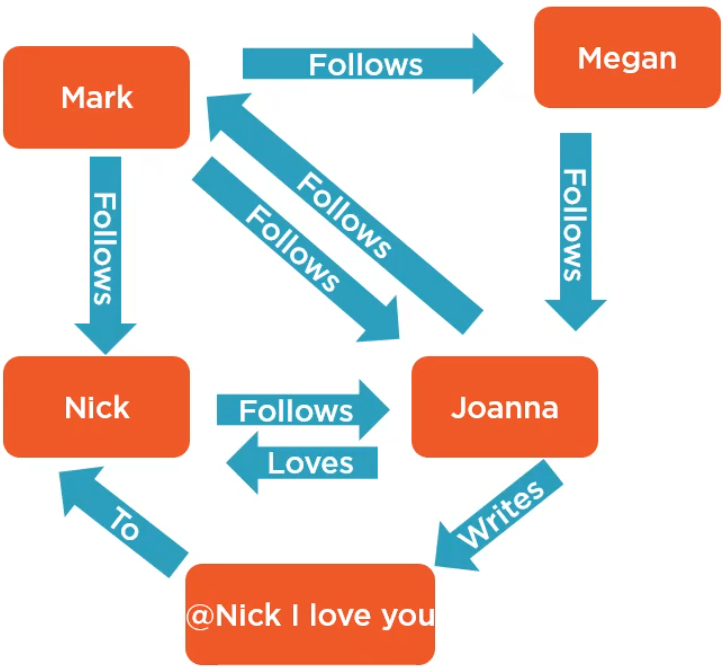 Mark
Follows
Megan
Follows
Follows
Follows
Follows
Nick
Follows
Loves
Joanna
To
Writes
@Nick I love you